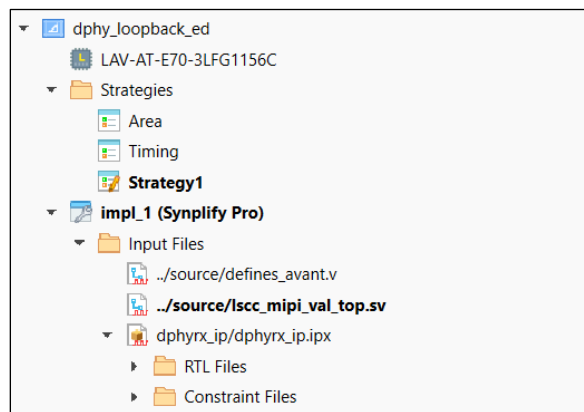 dphy_loopback_ed
LAV-AT-E70-3LFG1156C
Strategies
Area
Timing
Strategy1
impl_1 (Synplify Pro)
Input Files
../source/defines_avant.v
../source/lscc_mipi_val_top.sv
dphyrx_ip/dphyrx_ip.ipx
RTL Files
Constraint Files